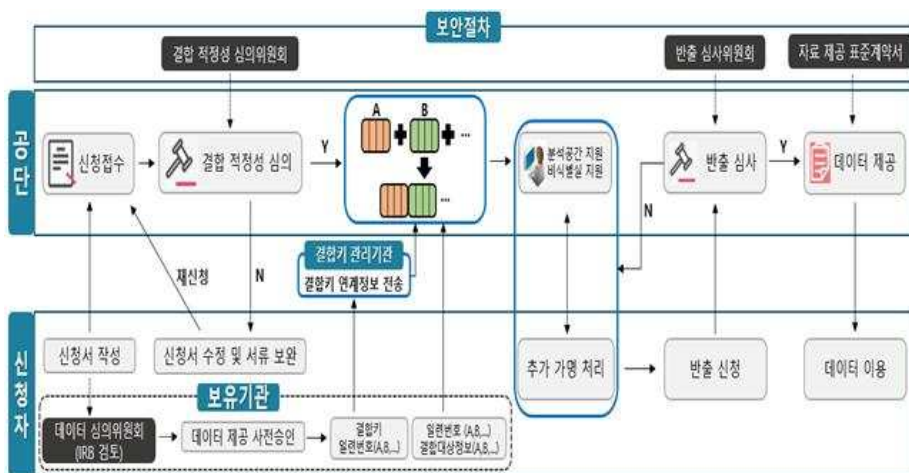 보안절차
결합 적정성 심의위원회
반출 심사위원회
자료 제공 표준계약서
공단
신청접수
결합 적정성 심의
Y
A
B
...
...
분석공간 지원
비식별실 지원
반출 심사
Y
데이터 제공
N
결합키 관리기관
결합키 연계정보 전송
재신청
N
신청자
신청서 작성
신청서 수정 및 서류 보완
추가 가명 처리
반출 신청
데이터 이용
보유기관
데이터 심의위원회
(IRB 검토)
데이터 제공 사전승인
결합키
일련번호(A,B,...)
일련번호 (A,B,...)
결합대상정보(A,B,...)